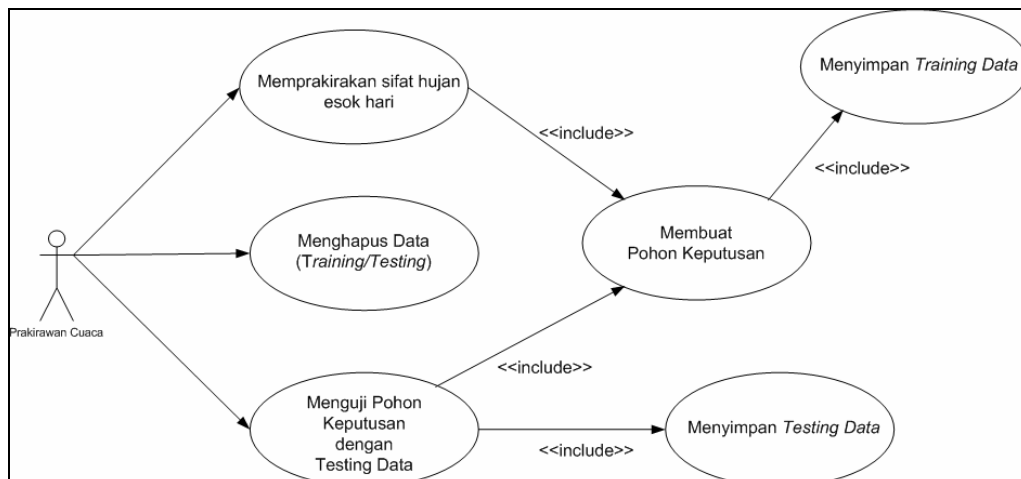 Menyimpan Training Data
Memprakirakan sifat hujan
esok hari
<<include>>
<<include>>
Menghapus Data
(Training/Testing)
Membuat
Pohon Keputusan
Prakirawan Cuaca
<<include>>
Menguji Pohon
Keputusan
dengan
Testing Data
Menyimpan Testing Data
<<include>>